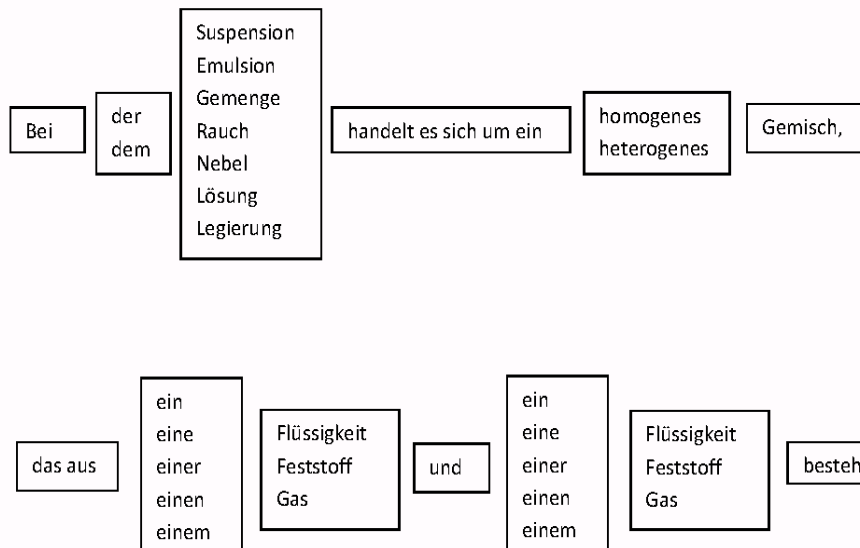 Bei
der
dem
Suspension
Emulsion
Gemenge
Rauch
Nebel
Lösung
Legierung
handelt es sich um ein
homogenes
heterogenes
Gemisch,
das aus
ein
eine
einer
einen
einem
Flüssigkeit
Feststoff
Gas
und
ein
eine
einer
einen
einem
Flüssigkeit
Feststoff
Gas
besteh